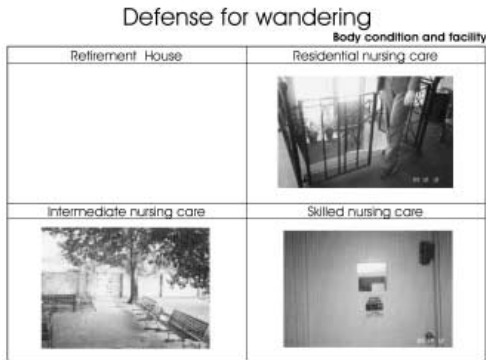 Defense for wandering
Body condition and facility
Retirement House
Residential nursing care
Intermediate nursing care
Skilled nursing care